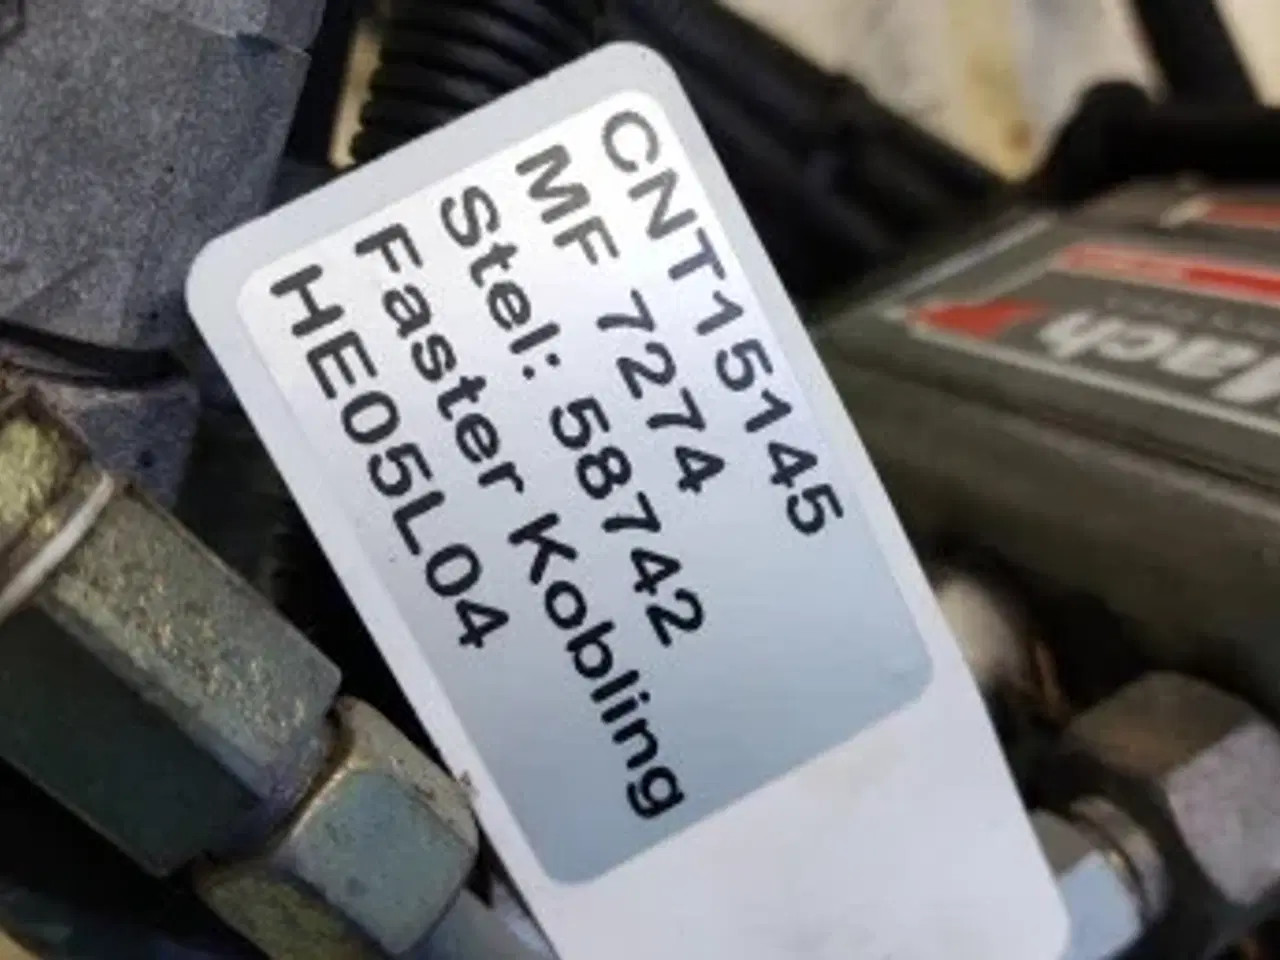 CNT15145
MF 7274
Stel: 58742
Faster Kobling
HE05L04